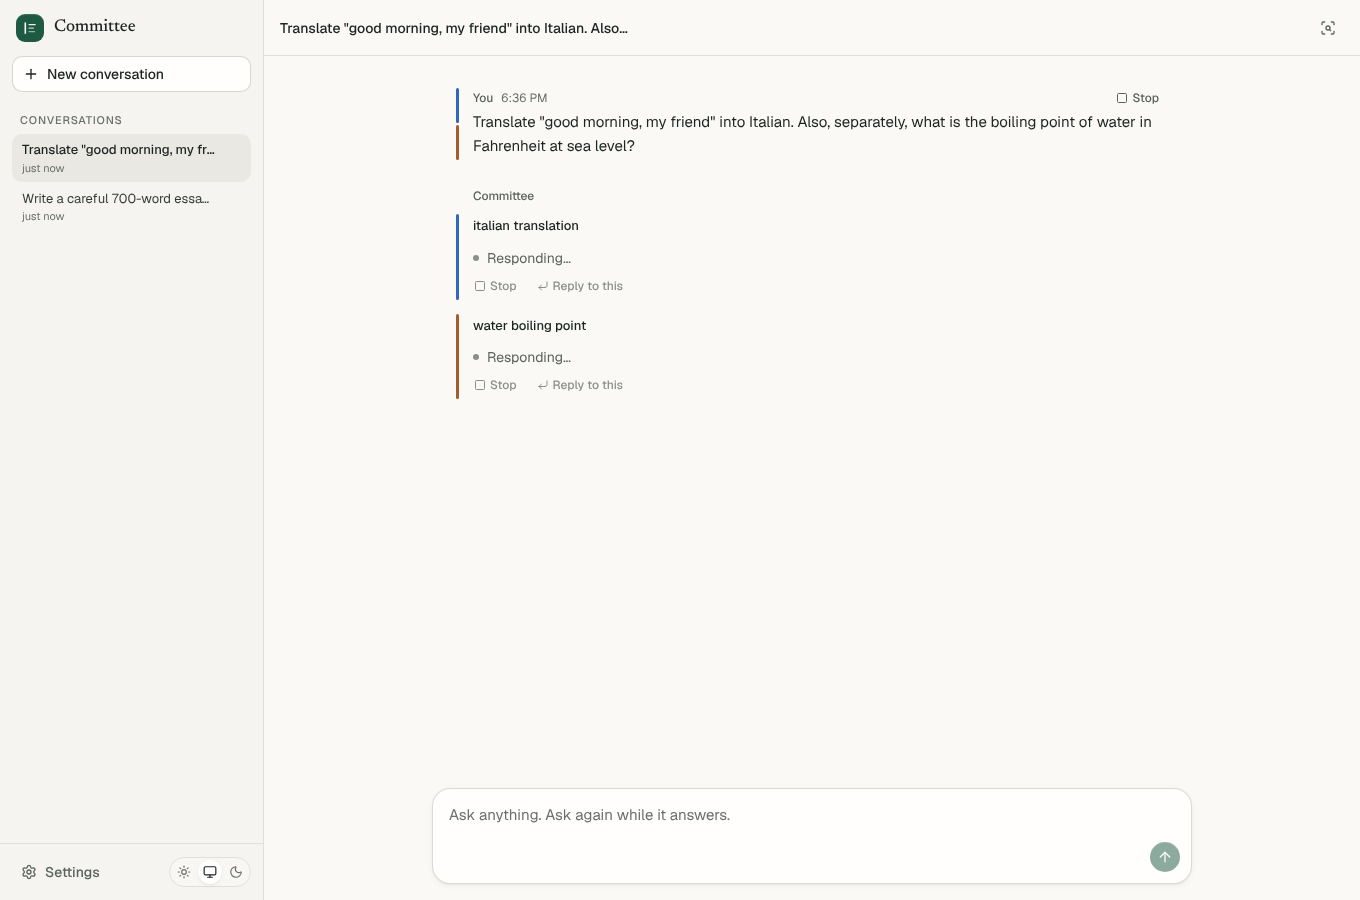 Committee
New conversation
CONVERSATIONS
Translate "good morning, my fr...
just now
Write a careful 700-word essa...
just now
Settings
Translate "good morning, my friend" into Italian. Also...
You 6:36 PM
Stop
Translate "good morning, my friend" into Italian. Also, separately, what is the boiling point of water in
Fahrenheit at sea level?
Committee
italian translation
Responding...
Stop Reply to this
water boiling point
Responding...
Stop Reply to this
Ask anything. Ask again while it answers.